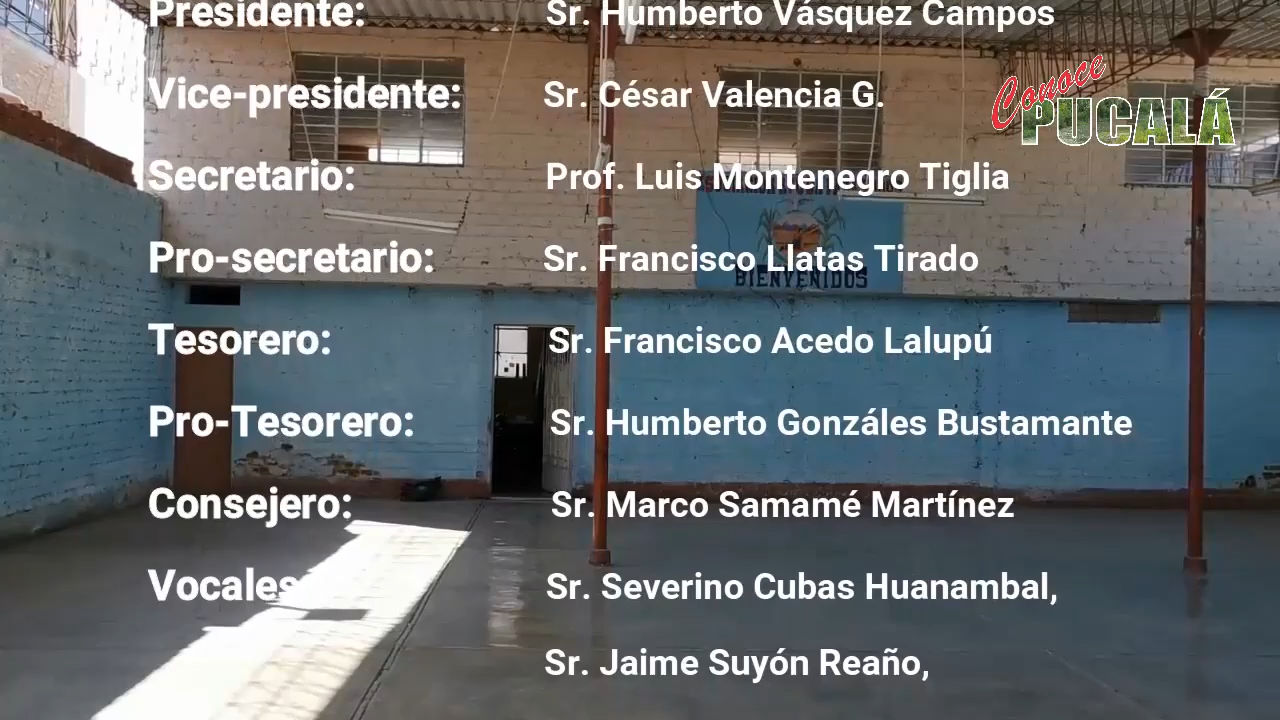 Presidente: Sr. Humberto Vásquez Campos
Conoce
PUCALÁ
Vice-presidente: Sr. César Valencia G.
Secretario: Prof. Luis Montenegro Tiglia
Pro-secretario: Sr. Francisco Llatas Tirado
BIENVENIDOS
Tesorero: Sr. Francisco Acedo Lalupú
Pro-Tesorero: Sr. Humberto Gonzáles Bustamante
Consejero: Sr. Marco Samamé Martínez
Vocales Sr. Severino Cubas Huanambal,
Sr. Jaime Suyón Reaño,